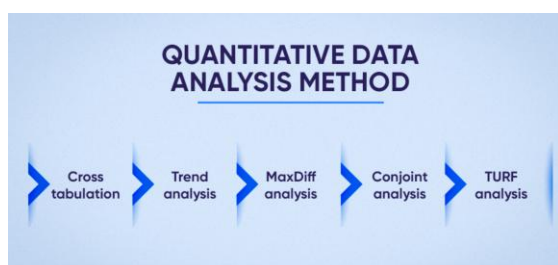 QUANTITATIVE DATA
ANALYSIS METHOD
Cross
tabulation
Trend
analysis
MaxDiff
analysis
Conjoint
analysis
TURF
analysis